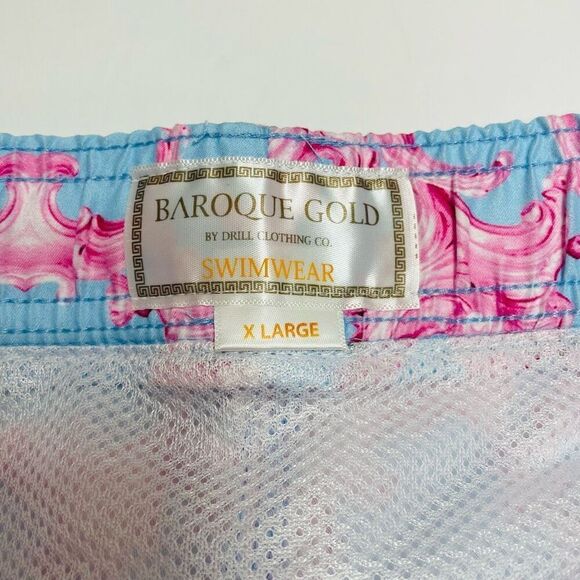 BAROQUE GOLD
BY DRILL CLOTHING CO.
SWIMWEAR
X LARGE